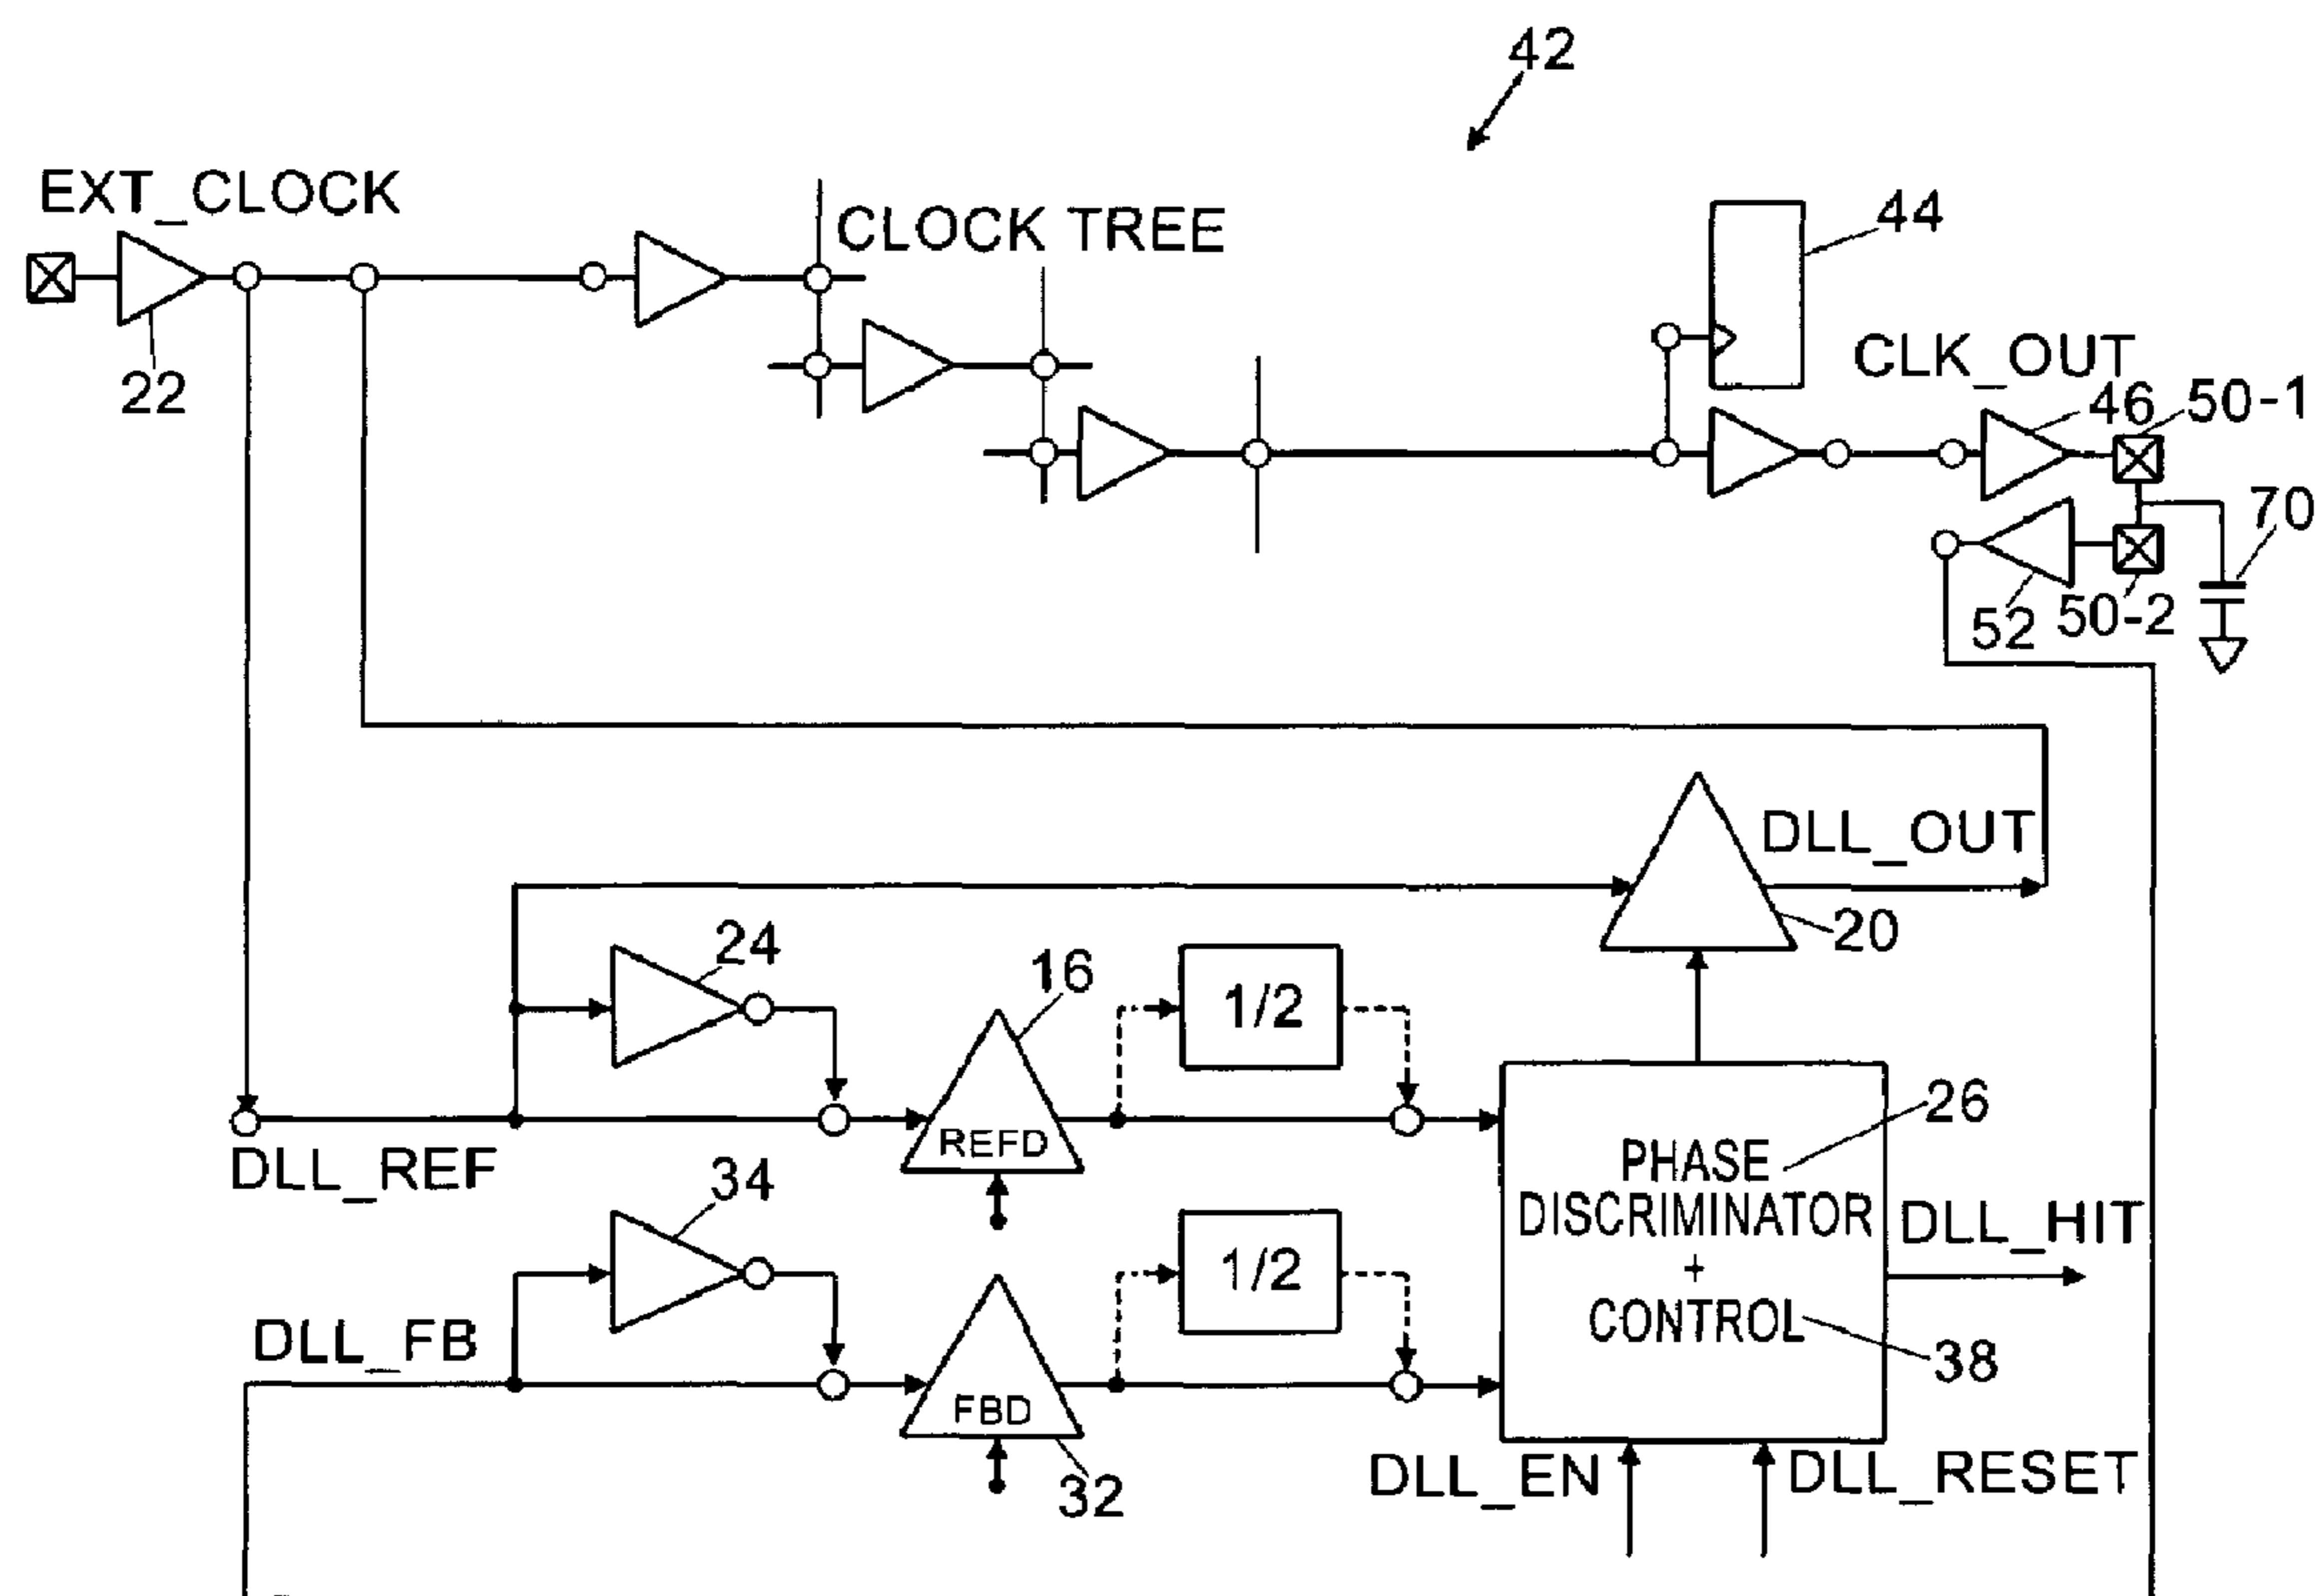 42
EXT_CLOCK
CLOCK TREE
44
22
CLK_OUT
46
50-1
70
52
50-2
DLL_OUT
24
16
1/2
20
REFD
DLL_REF
26
PHASE
DISCRIMINATOR
+
CONTROL
34
1/2
DLL_HIT
DLL_FB
38
FBD
32
DLL_EN
DLL_RESET